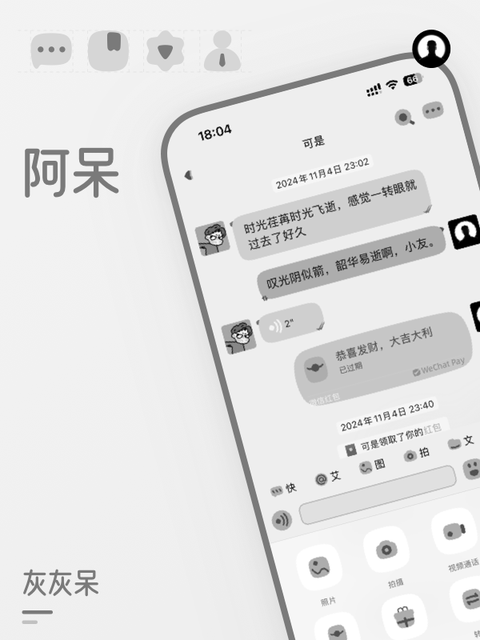 阿呆
18:04
66
可是
2024年11月4日 23:02
时光荏苒时光飞逝，感觉一转眼就
过去了好久
叹光阴似箭，韶华易逝啊，小友。
2"
恭喜发财，大吉大利
已过期
微信红包
WeChat Pay
2024年11月4日 23:40
可是领取了你的红包
快
艾
图
拍
文
照片
拍摄
视频通话
灰灰呆